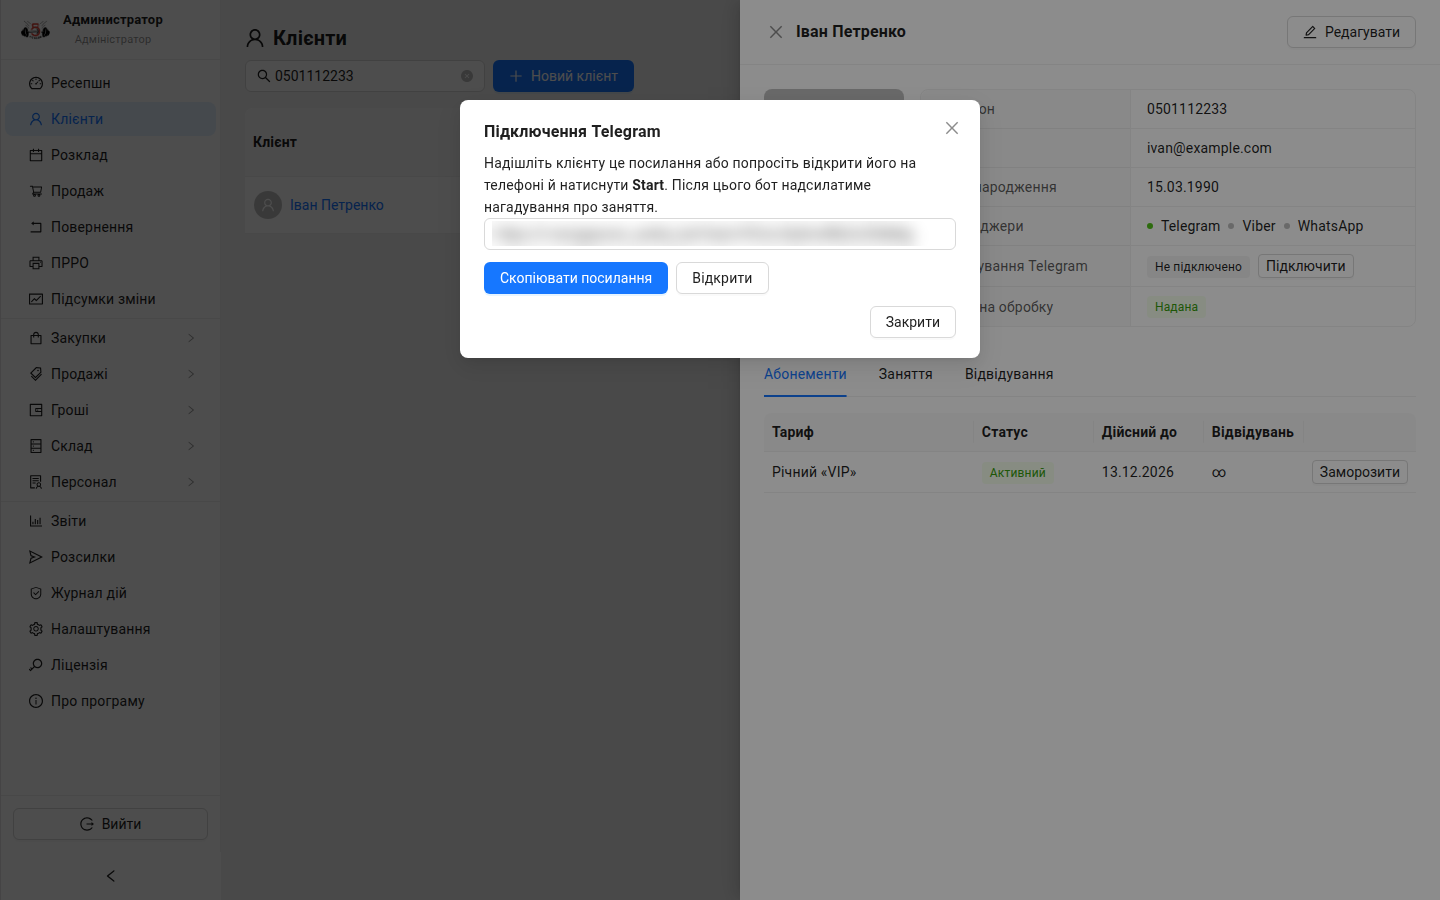 Администратор
Адміністратор
Ресепшн
Клієнти
Розклад
Продаж
Повернення
ПРРО
Підсумки зміни
Закупки
Продажі
Гроші
Склад
Персонал
Звіти
Розсилки
Журнал дій
Налаштування
Ліцензія
Про програму
Вийти
Клієнти
0501112233
Новий клієнт
Клієнт
Іван Петренко
Підключення Telegram
Надішліть клієнту це посилання або попросіть відкрити його на
телефоні й натиснути Start. Після цього бот надсилатиме
нагадування про заняття.
Скопіювати посилання Відкрити
Закрити
Іван Петренко
Редагувати
0501112233
ivan@example.com
15.03.1990
Telegram Viber WhatsApp
Telegram Не підключено Підключити
на обробку Надана
Абонементи Заняття Відвідування
Тариф Статус Дійсний до Відвідувань
Річний «VIP» Активний 13.12.2026 ∞ Заморозити